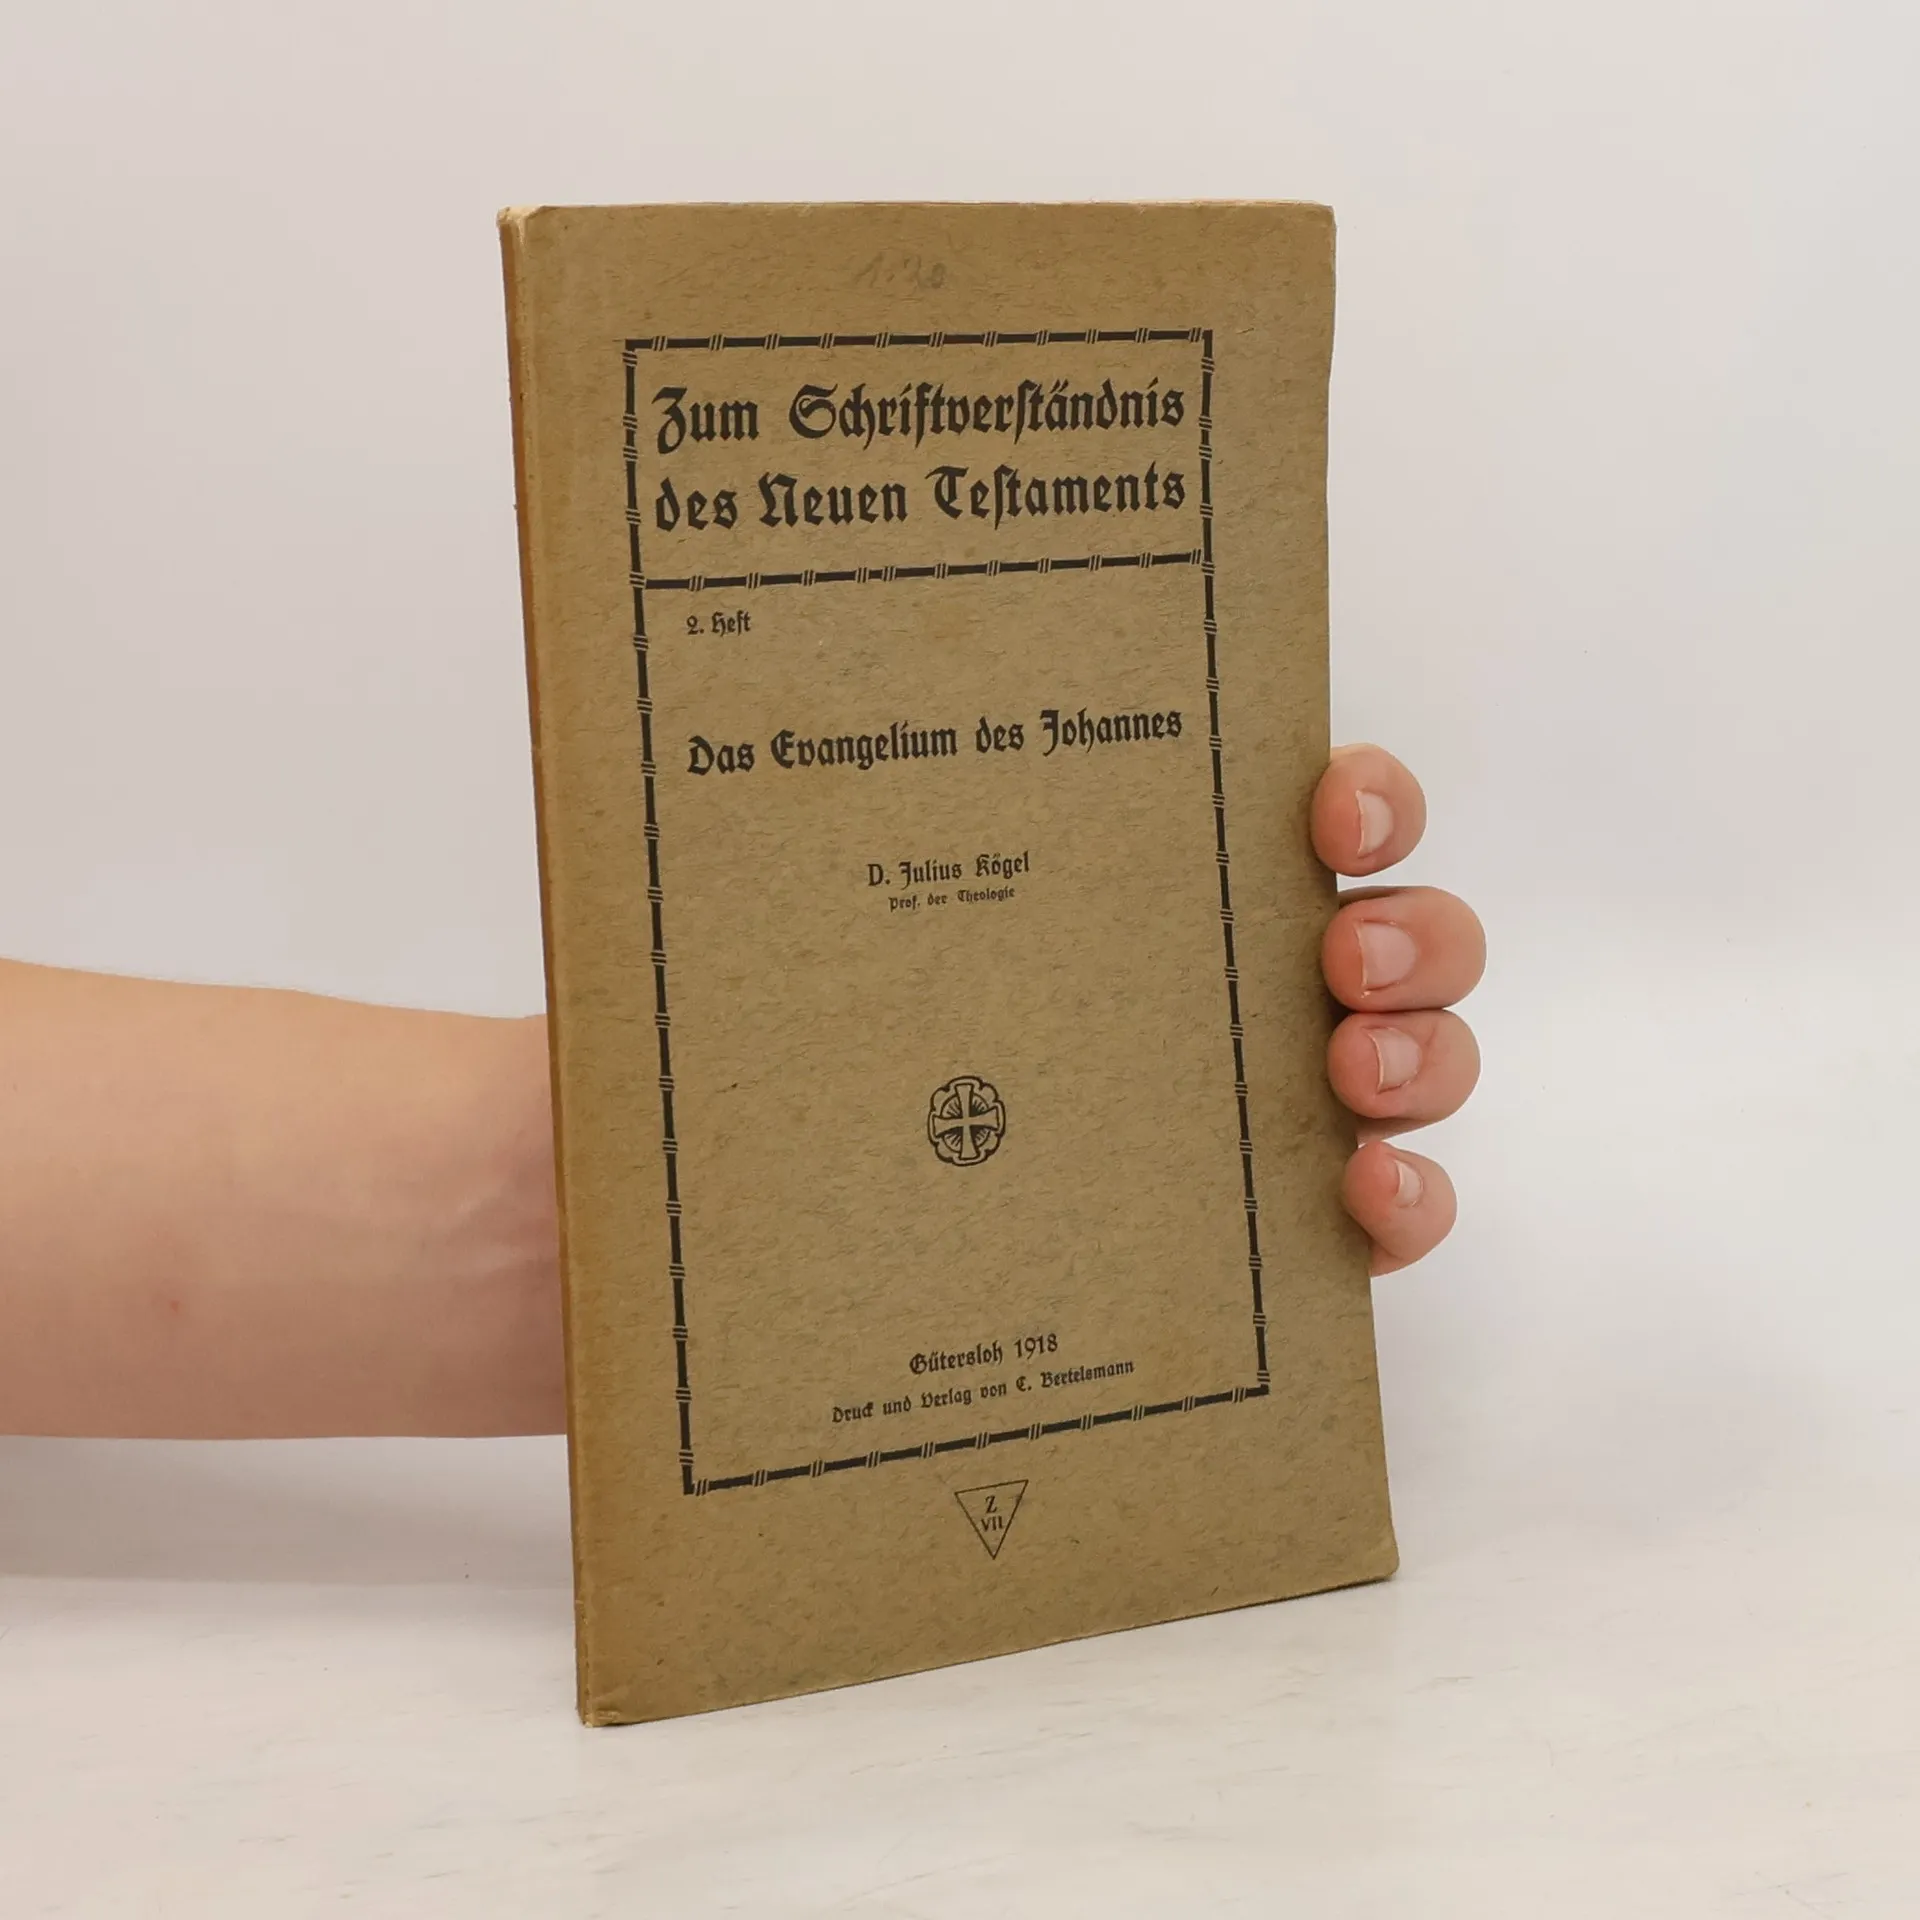 Zum Schriftverständnis
des Neuen Testaments
2. Heft
Das Evangelium des Johannes
D. Julius Kögel
Prof. der Theologie
Gütersloh 1918
Druck und Verlag von C. Bertelsmann
Z
VII